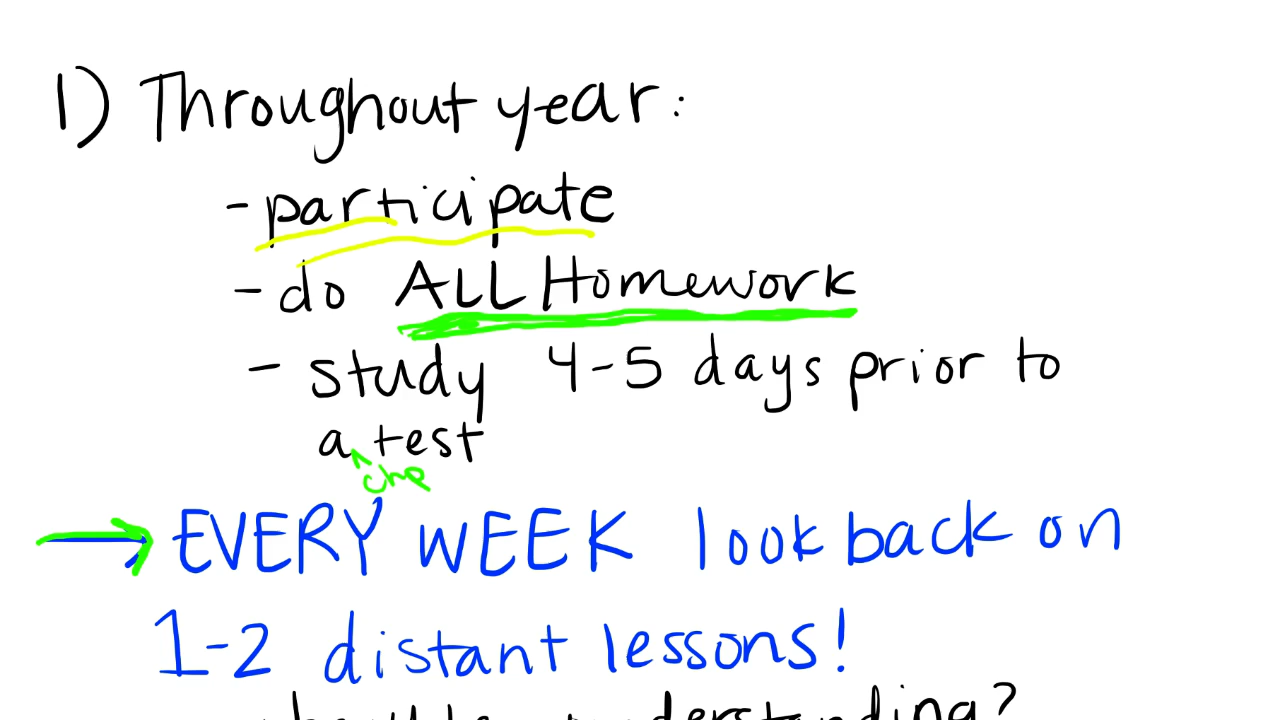 1) Throughout year:
- participate
- do ALL Homework
- study 4-5 days prior to
a test
chp
EVERY WEEK look back on
1-2 distant lessons!
understanding?